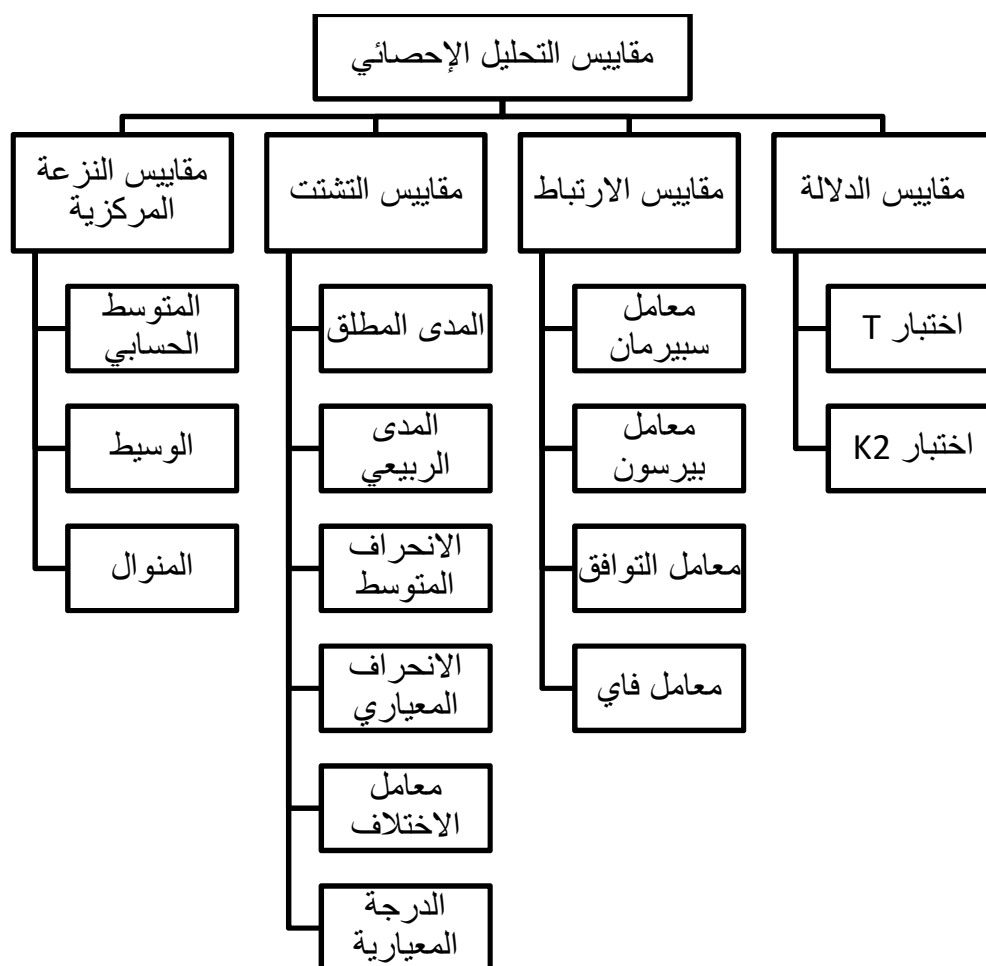 مقاييس التحليل الإحصائي
مقاييس الدلالة
اختبار T
اختبار K2
مقاييس الارتباط
معامل
سبيرمان
معامل
بيرسون
معامل التوافق
معامل فاي
مقاييس التشتت
المدى المطلق
المدى
الربيعي
الانحراف
المتوسط
الانحراف
المعياري
معامل
الاختلاف
الدرجة
المعيارية
مقاييس النزعة
المركزية
المتوسط
الحسابي
الوسيط
المنوال